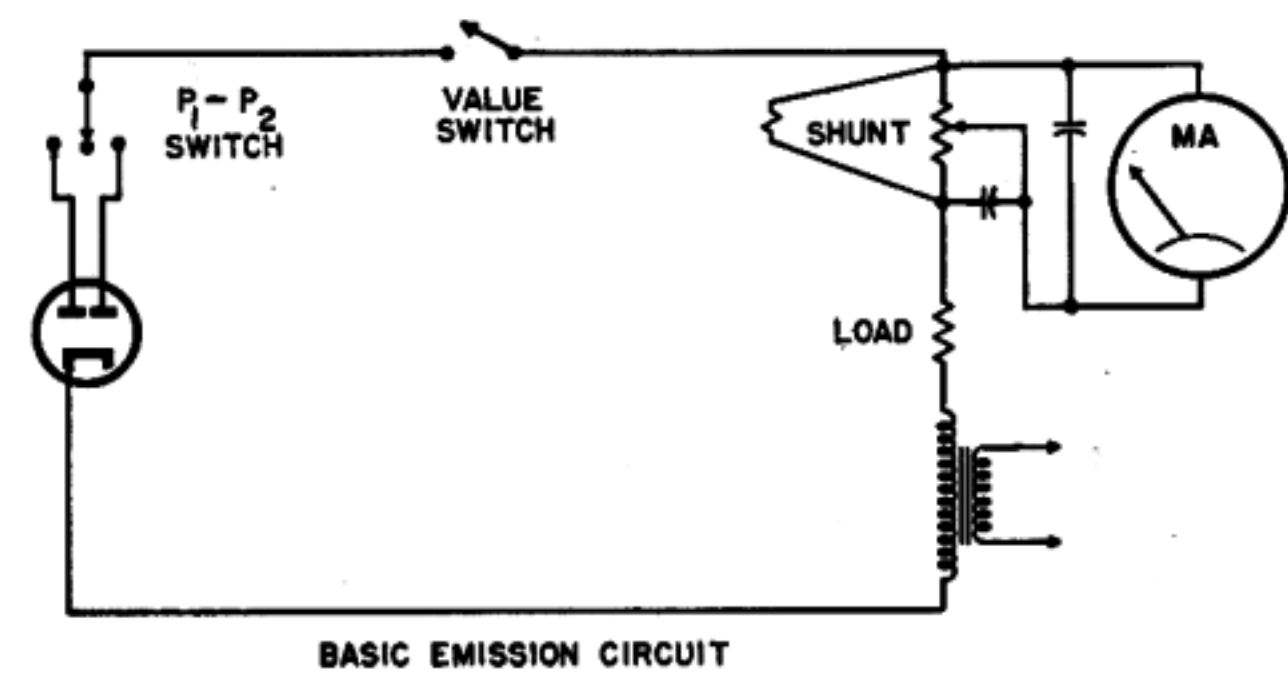 P1-P2
SWITCH
VALUE
SWITCH
SHUNT
MA
LOAD
BASIC EMISSION CIRCUIT